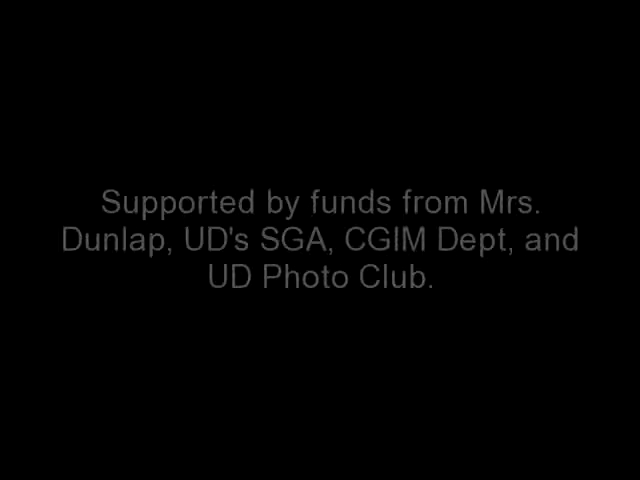 Supported by funds from Mrs.
Dunlap, UD's SGA, CGIM Dept, and
UD Photo Club.